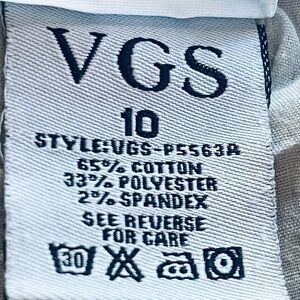 VGS
10
STYLE:VGS-P5563A
65% COTTON
33% POLYESTER
2% SPANDEX
SEE REVERSE
FOR CARE
30